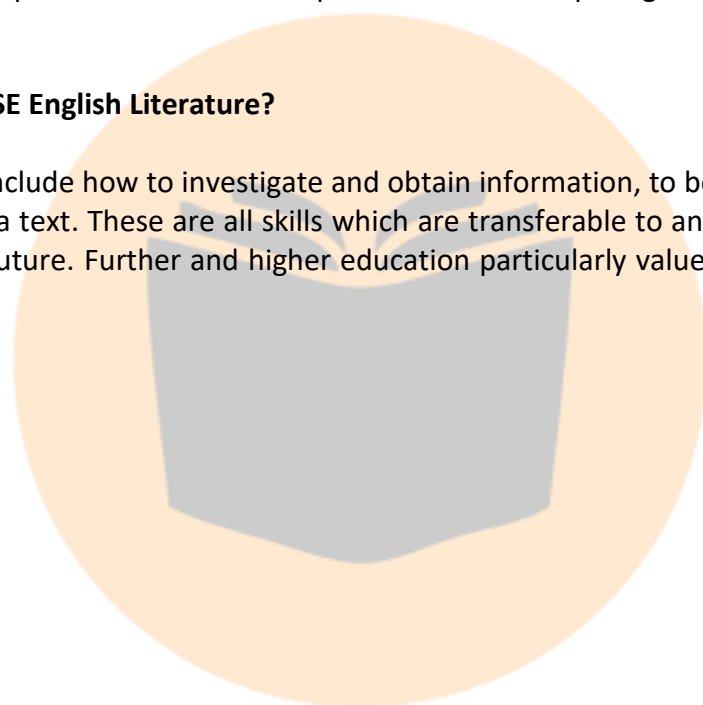 SE English Literature?
nclude how to investigate and obtain information, to b
a text. These are all skills which are transferable to an
uture. Further and higher education particularly value